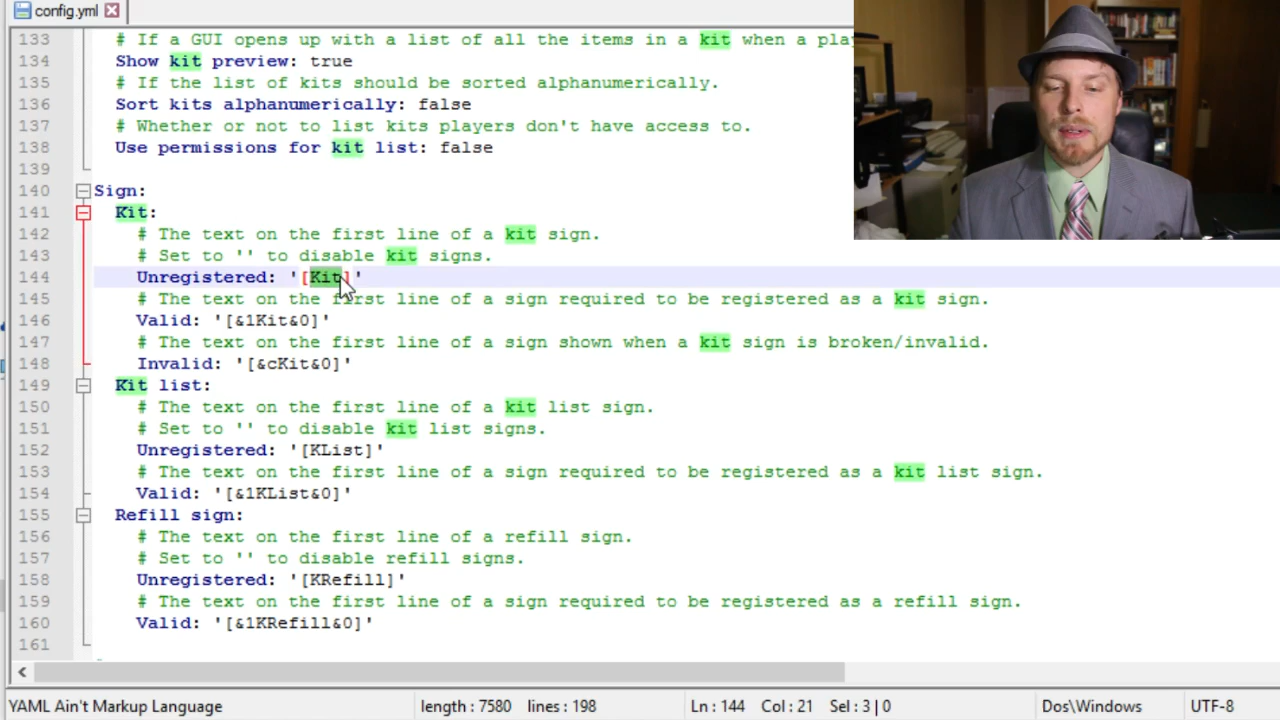 config.yml
133 # If a GUI opens up with a list of all the items in a kit when a pla
134 Show kit preview: true
135 # If the list of kits should be sorted alphanumerically.
136 Sort kits alphanumerically: false
137 # Whether or not to list kits players don't have access to.
138 Use permissions for kit list: false
139
140 Sign:
141 Kit:
142 # The text on the first line of a kit sign.
143 # Set to '' to disable kit signs.
144 Unregistered: '[Kit]'
145 # The text on the first line of a sign required to be registered as a kit sign.
146 Valid: '[&1Kit&0]'
147 # The text on the first line of a sign shown when a kit sign is broken/invalid.
148 Invalid: '[&cKit&0]'
149 Kit list:
150 # The text on the first line of a kit list sign.
151 # Set to '' to disable kit list signs.
152 Unregistered: '[KList]'
153 # The text on the first line of a sign required to be registered as a kit list sign.
154 Valid: '[&1KList&0]'
155 Refill sign:
156 # The text on the first line of a refill sign.
157 # Set to '' to disable refill signs.
158 Unregistered: '[KRefill]'
159 # The text on the first line of a sign required to be registered as a refill sign.
160 Valid: '[&1KRefill&0]'
161
YAML Ain't Markup Language length : 7580 lines : 198 Ln : 144 Col : 21 Sel : 3 | 0 Dos\Windows UTF-8